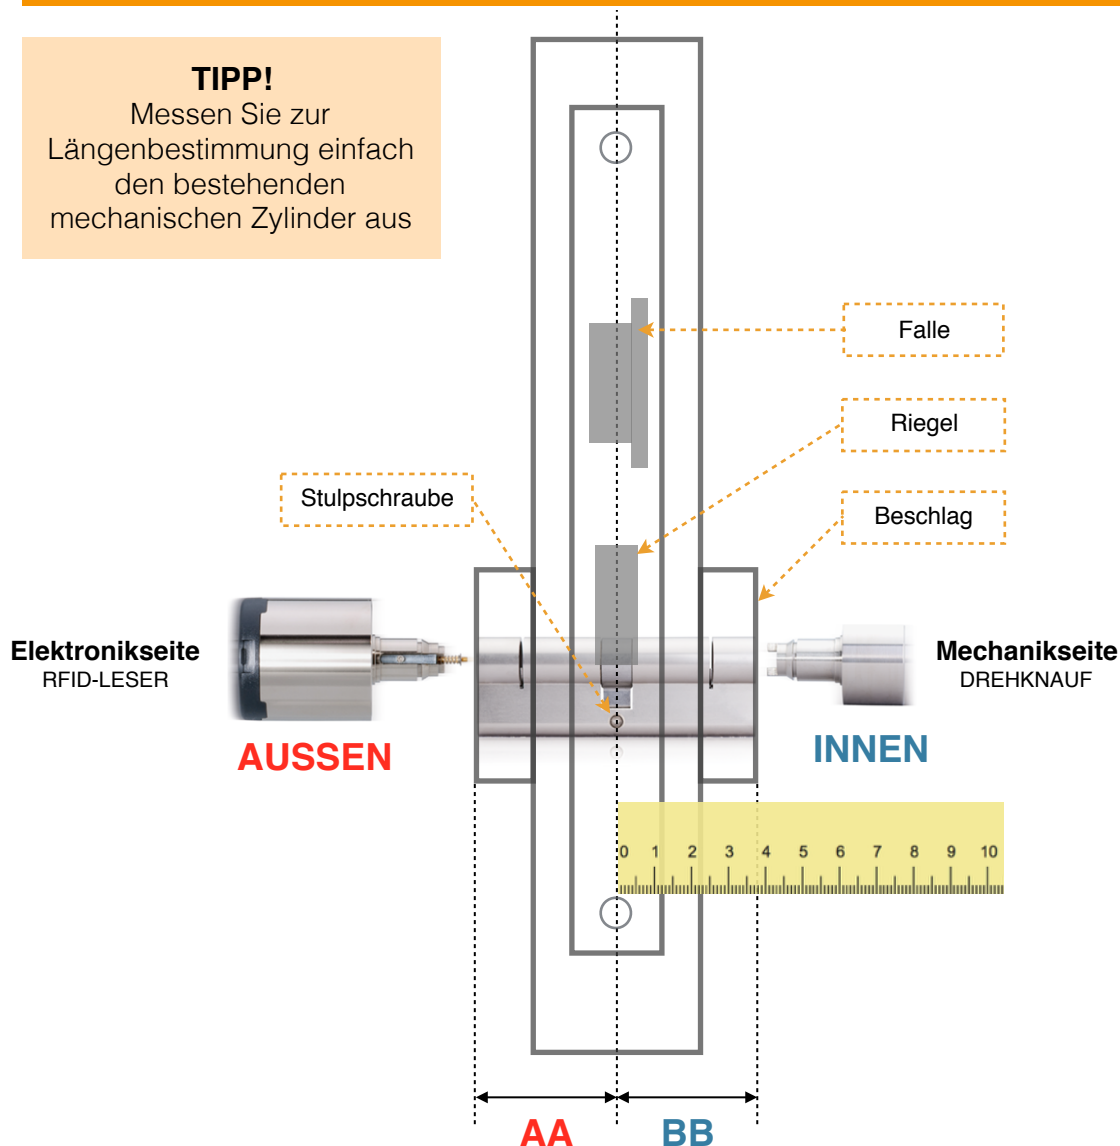 TIPP!
Messen Sie zur
Längenbestimmung einfach
den bestehenden
mechanischen Zylinder aus
Falle
Riegel
Stulpschraube
Beschlag
Elektronikseite
RFID-LESER
Mechanikseite
DREHKNAUF
AUSSEN
INNEN
0 1 2 3 4 5 6 7 8 9 10
AA
BB